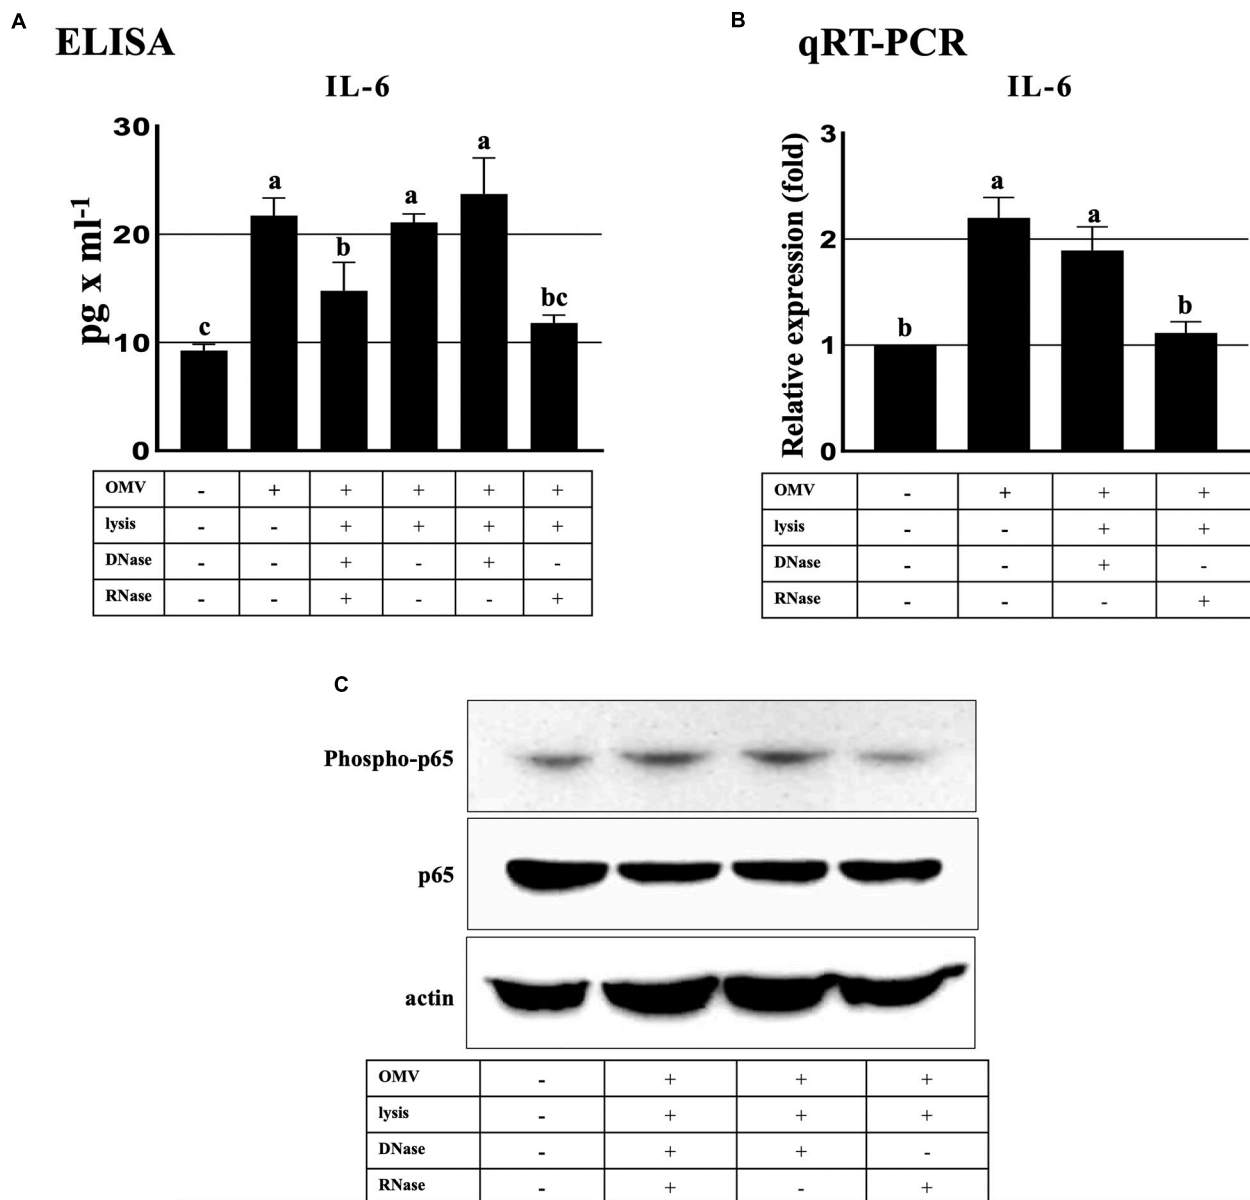 A
ELISA
IL-6
pg x ml-1
30
20
10
0
c
a
b
a
a
bc
OMV - + + + + +
lysis - - + + + +
DNase - - + - + -
RNase - - + - - +
B
qRT-PCR
IL-6
Relative expression (fold)
3
2
1
0
b
a
a
b
OMV - + + +
lysis - - + +
DNase - - + -
RNase - - - +
C
Phospho-p65
p65
actin
OMV - + + +
lysis - + + +
DNase - + + -
RNase - + - +